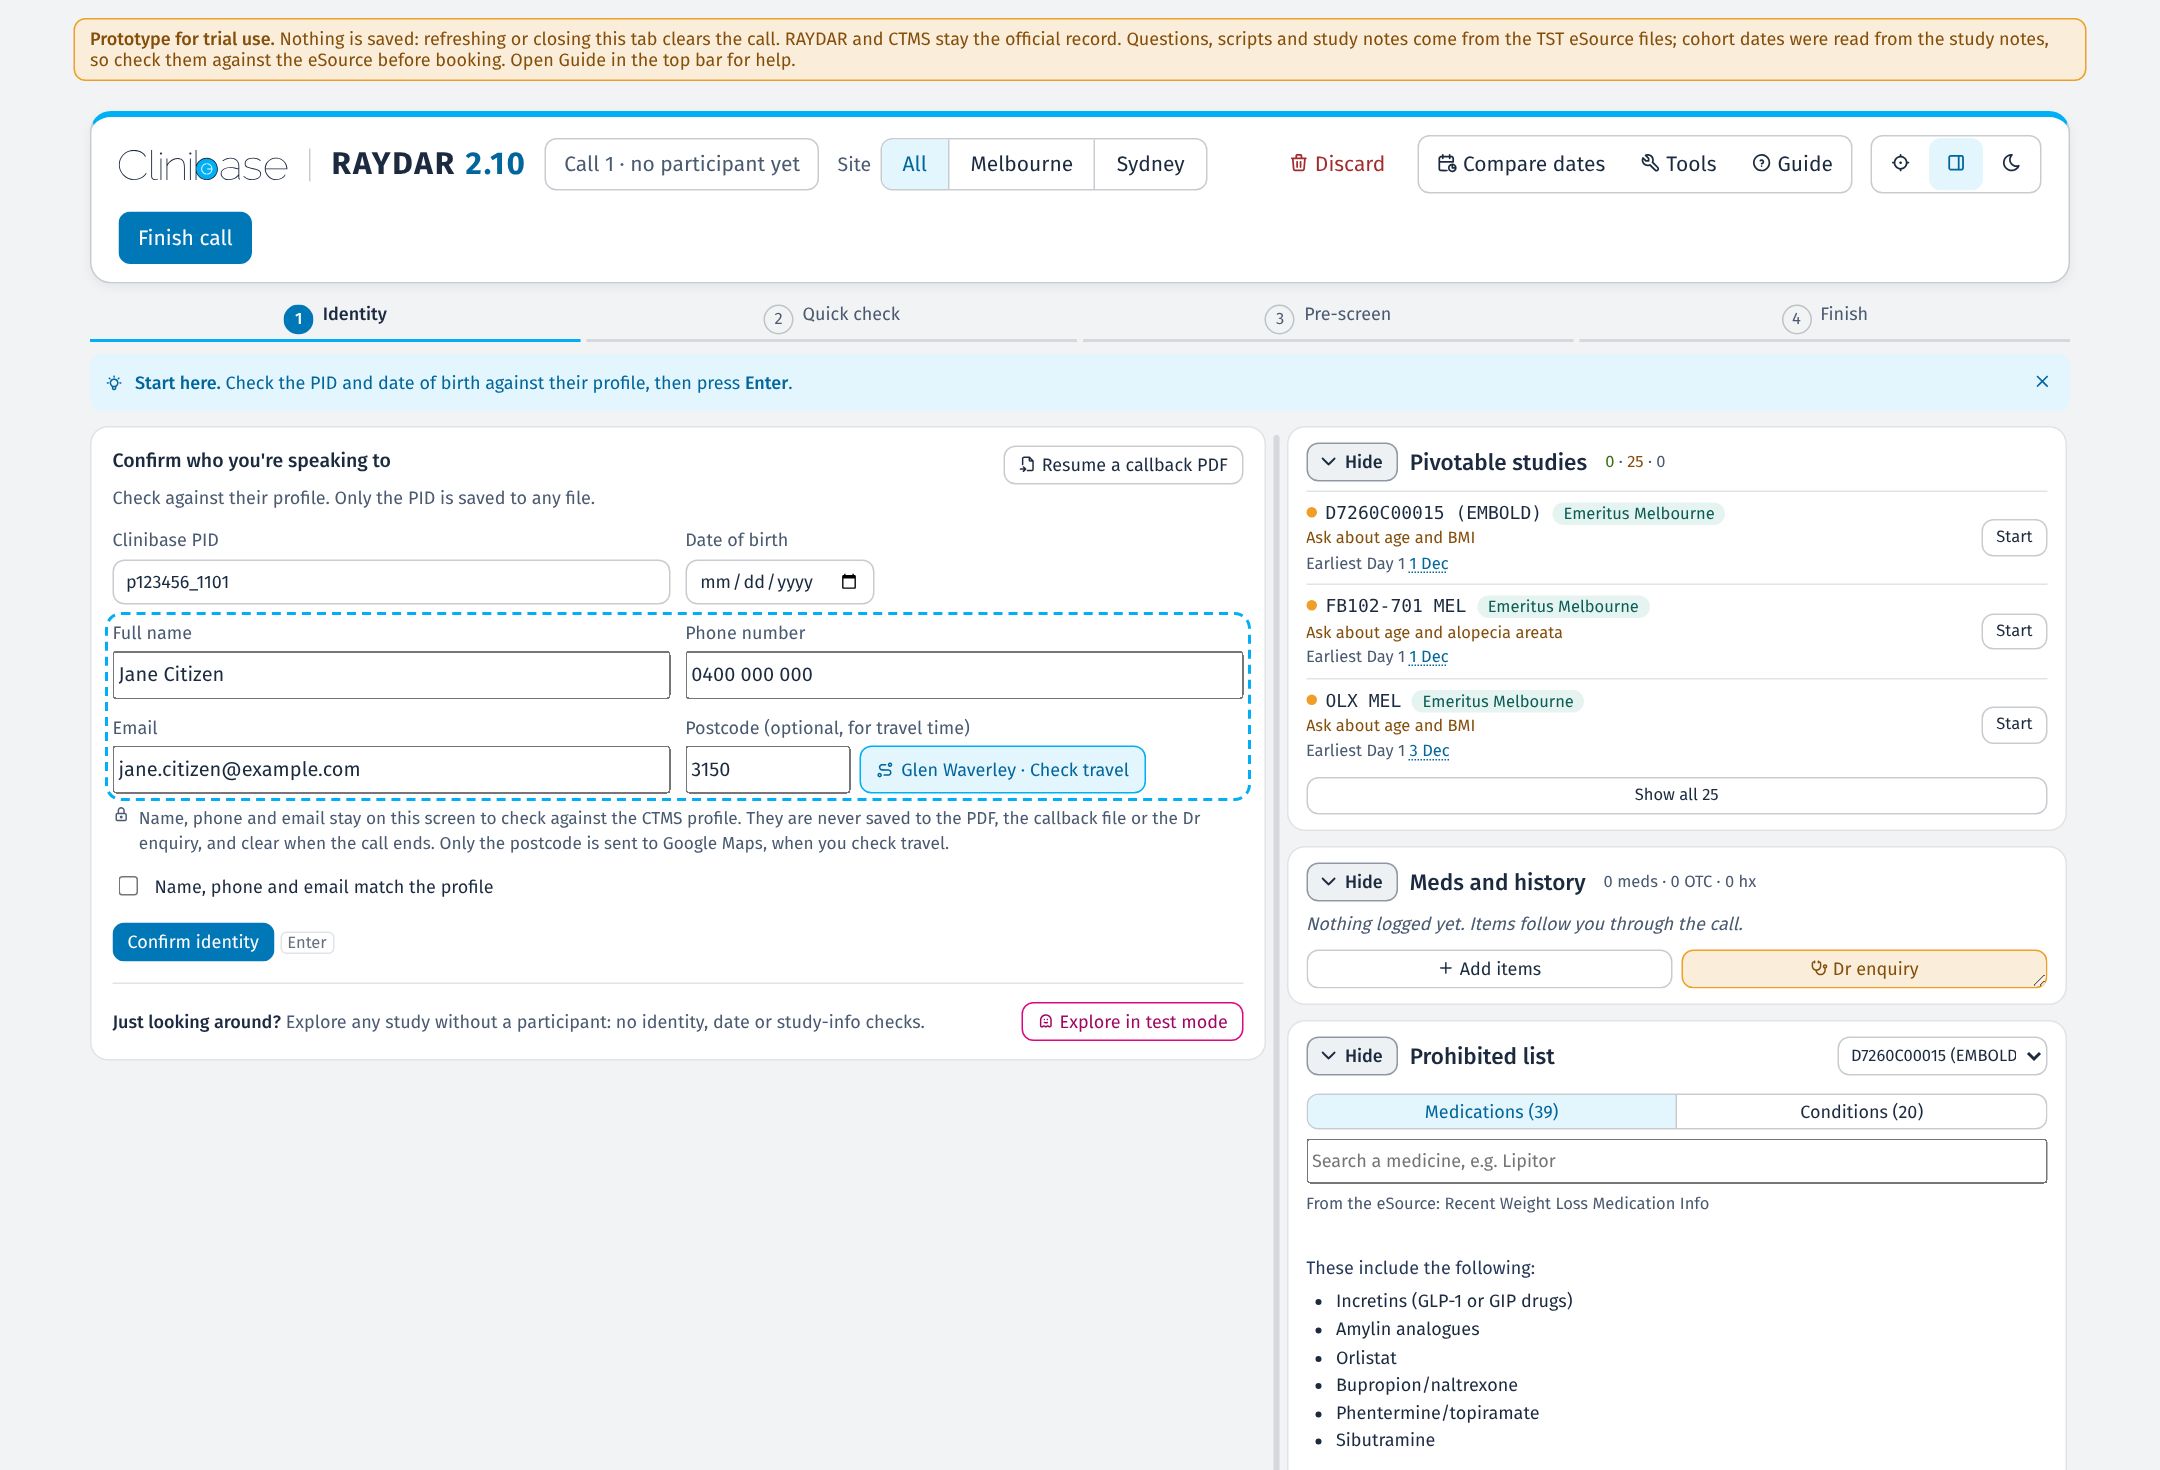 Prototype for trial use. Nothing is saved: refreshing or closing this tab clears the call. RAYDAR and CTMS stay the official record. Questions, scripts and study notes come from the TST eSource files; cohort dates were read from the study notes,
so check them against the eSource before booking. Open Guide in the top bar for help.
Clinibase
RAYDAR 2.10
Call 1 · no participant yet
Site
All
Melbourne
Sydney
Discard
Compare dates
Tools
Guide
Finish call
1 Identity
2 Quick check
3 Pre-screen
4 Finish
Start here. Check the PID and date of birth against their profile, then press Enter.
Confirm who you're speaking to
Resume a callback PDF
Check against their profile. Only the PID is saved to any file.
Clinibase PID
Date of birth
p123456_1101
mm/dd/yyyy
Full name
Phone number
Jane Citizen
0400 000 000
Email
Postcode (optional, for travel time)
jane.citizen@example.com
3150
Glen Waverley · Check travel
Name, phone and email stay on this screen to check against the CTMS profile. They are never saved to the PDF, the callback file or the Dr
enquiry, and clear when the call ends. Only the postcode is sent to Google Maps, when you check travel.
Name, phone and email match the profile
Confirm identity
Enter
Just looking around? Explore any study without a participant: no identity, date or study-info checks.
Explore in test mode
Hide
Pivotable studies
0 · 25 · 0
D7260C00015 (EMBOLD)
Emeritus Melbourne
Ask about age and BMI
Earliest Day 1 1 Dec
Start
FB102-701 MEL
Emeritus Melbourne
Ask about age and alopecia areata
Earliest Day 1 1 Dec
Start
OLX MEL
Emeritus Melbourne
Ask about age and BMI
Earliest Day 1 3 Dec
Start
Show all 25
Hide
Meds and history
0 meds · 0 OTC · 0 hx
Nothing logged yet. Items follow you through the call.
+ Add items
Dr enquiry
Hide
Prohibited list
D7260C00015 (EMBOLD
Medications (39)
Conditions (20)
Search a medicine, e.g. Lipitor
From the eSource: Recent Weight Loss Medication Info
These include the following:
• Incretins (GLP-1 or GIP drugs)
• Amylin analogues
• Orlistat
• Bupropion/naltrexone
• Phentermine/topiramate
• Sibutramine